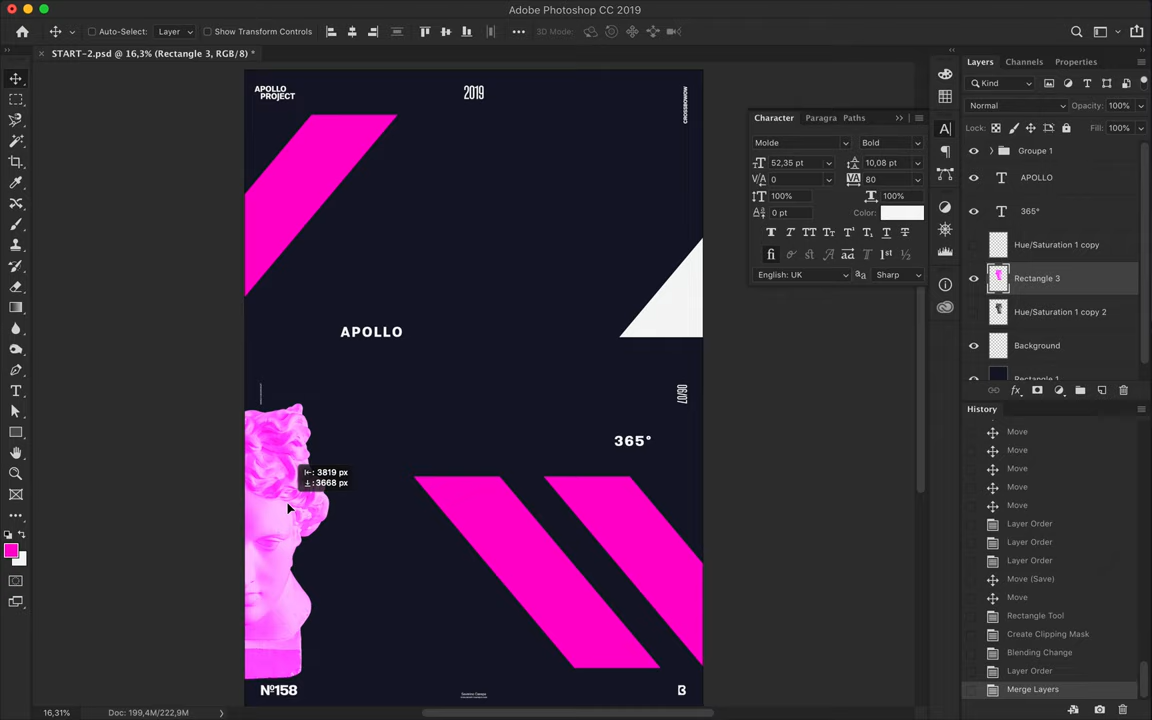 Adobe Photoshop CC 2019
Auto-Select: Layer Show Transform Controls 3D Mode:
START-2.psd @ 16,3% (Rectangle 3, RGB/8) *
APOLLO
PROJECT
2019
CROSSBOWOW
APOLLO
06/07
365°
3819 px
3668 px
Nº158
B
Character Paragra Paths
Molde Bold
52,35 pt 10,08 pt
0 80
100% 100%
0 pt Color:
English: UK Sharp
Layers Channels Properties
Kind
Normal Opacity: 100%
Lock: Fill: 100%
Groupe 1
APOLLO
365°
Hue/Saturation 1 copy
Rectangle 3
Hue/Saturation 1 copy 2
Background
Rectangle 1
History
Move
Move
Move
Move
Move
Layer Order
Layer Order
Layer Order
Move (Save)
Move
Rectangle Tool
Create Clipping Mask
Blending Change
Layer Order
Merge Layers
16,31% Doc: 199,4M/222,9M